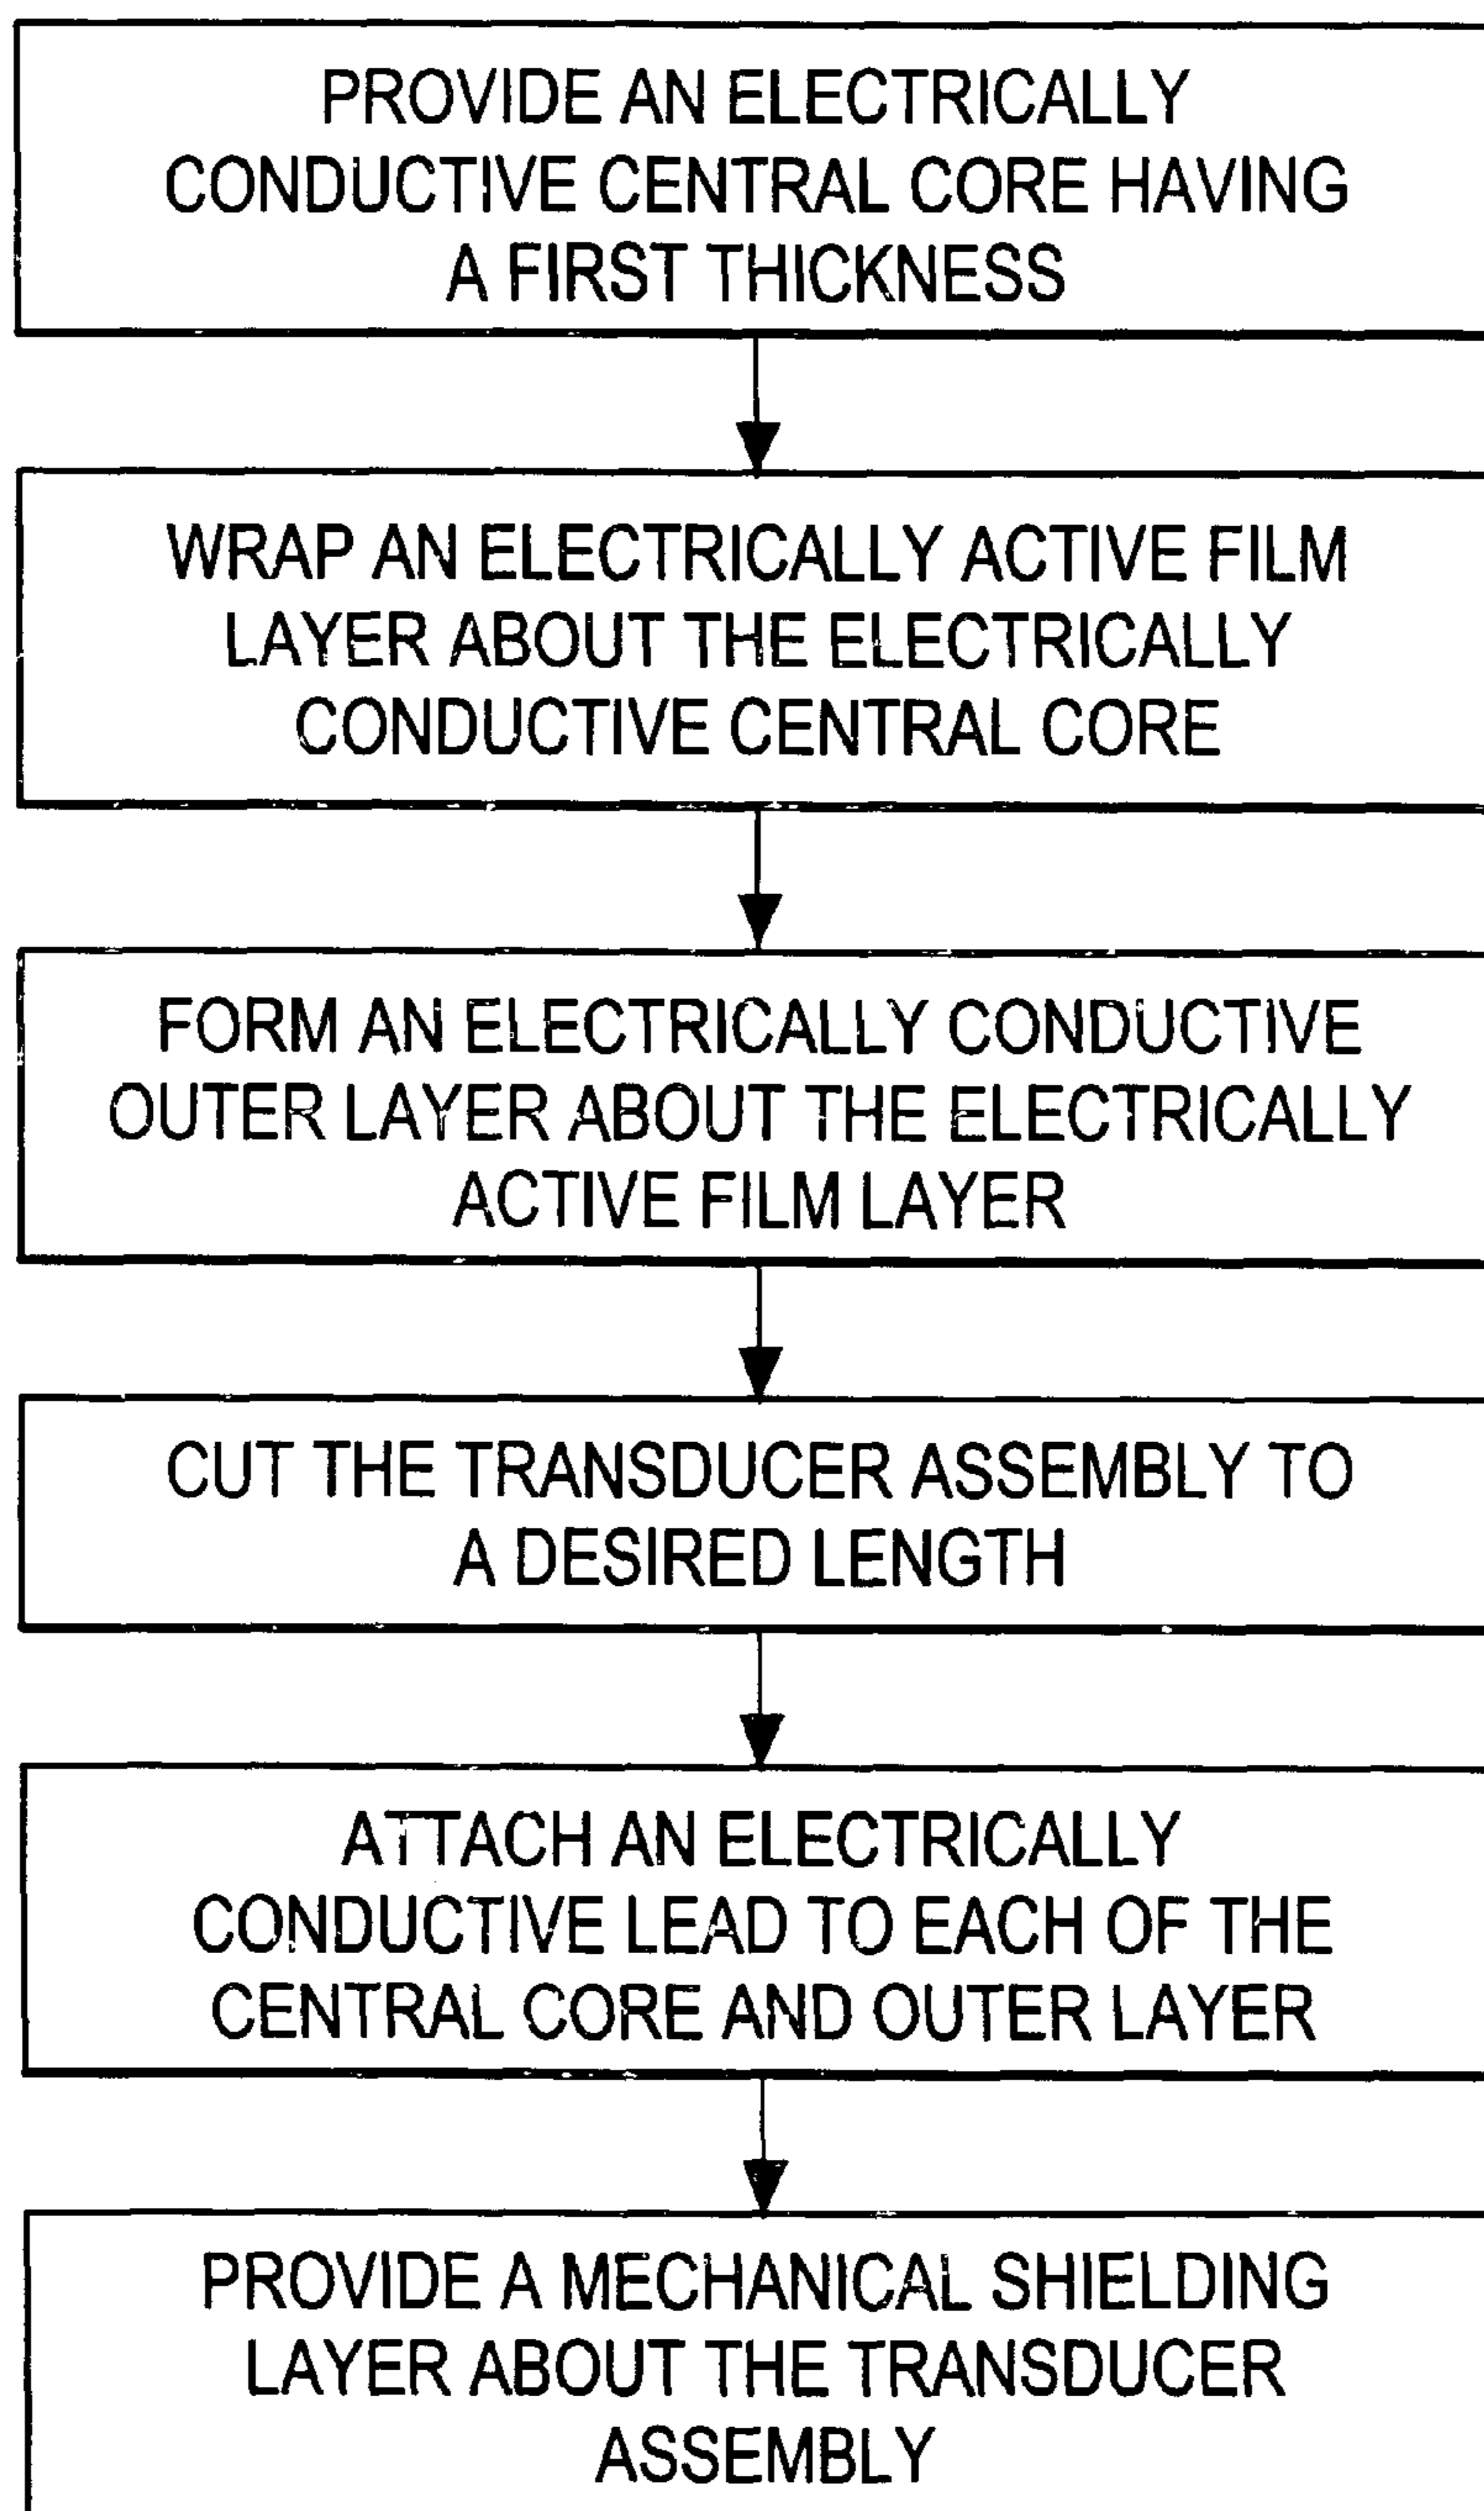 PROVIDE AN ELECTRICALLY
CONDUCTIVE CENTRAL CORE HAVING
A FIRST THICKNESS
WRAP AN ELECTRICALLY ACTIVE FILM
LAYER ABOUT THE ELECTRICALLY
CONDUCTIVE CENTRAL CORE
FORM AN ELECTRICALLY CONDUCTIVE
OUTER LAYER ABOUT THE ELECTRICALLY
ACTIVE FILM LAYER
CUT THE TRANSDUCER ASSEMBLY TO
A DESIRED LENGTH
ATTACH AN ELECTRICALLY
CONDUCTIVE LEAD TO EACH OF THE
CENTRAL CORE AND OUTER LAYER
PROVIDE A MECHANICAL SHIELDING
LAYER ABOUT THE TRANSDUCER
ASSEMBLY